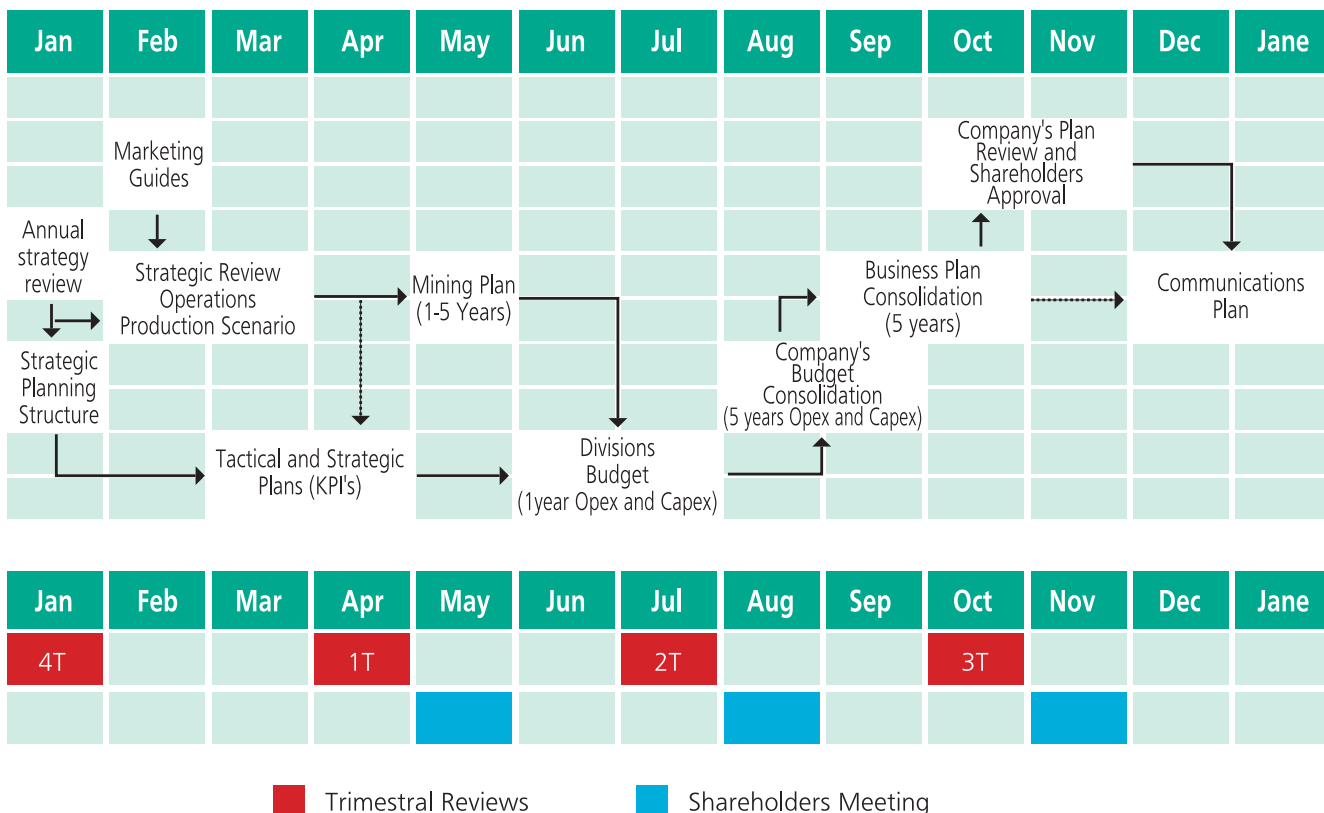 Jan Feb Mar Apr May Jun Jul Aug Sep Oct Nov Dec Jane
Marketing
Guides
Annual
strategy
review
Strategic Review
Operations
Production Scenario
Strategic
Planning
Structure
Tactical and Strategic
Plans (KPI's)
Mining Plan
(1-5 Years)
Divisions
Budget
(1year Opex and Capex)
Company's
Budget
Consolidation
(5 years Opex and Capex)
Business Plan
Consolidation
(5 years)
Company's Plan
Review and
Shareholders
Approval
Communications
Plan
Jan Feb Mar Apr May Jun Jul Aug Sep Oct Nov Dec Jane
4T 1T 2T 3T
Trimestral Reviews
Shareholders Meeting